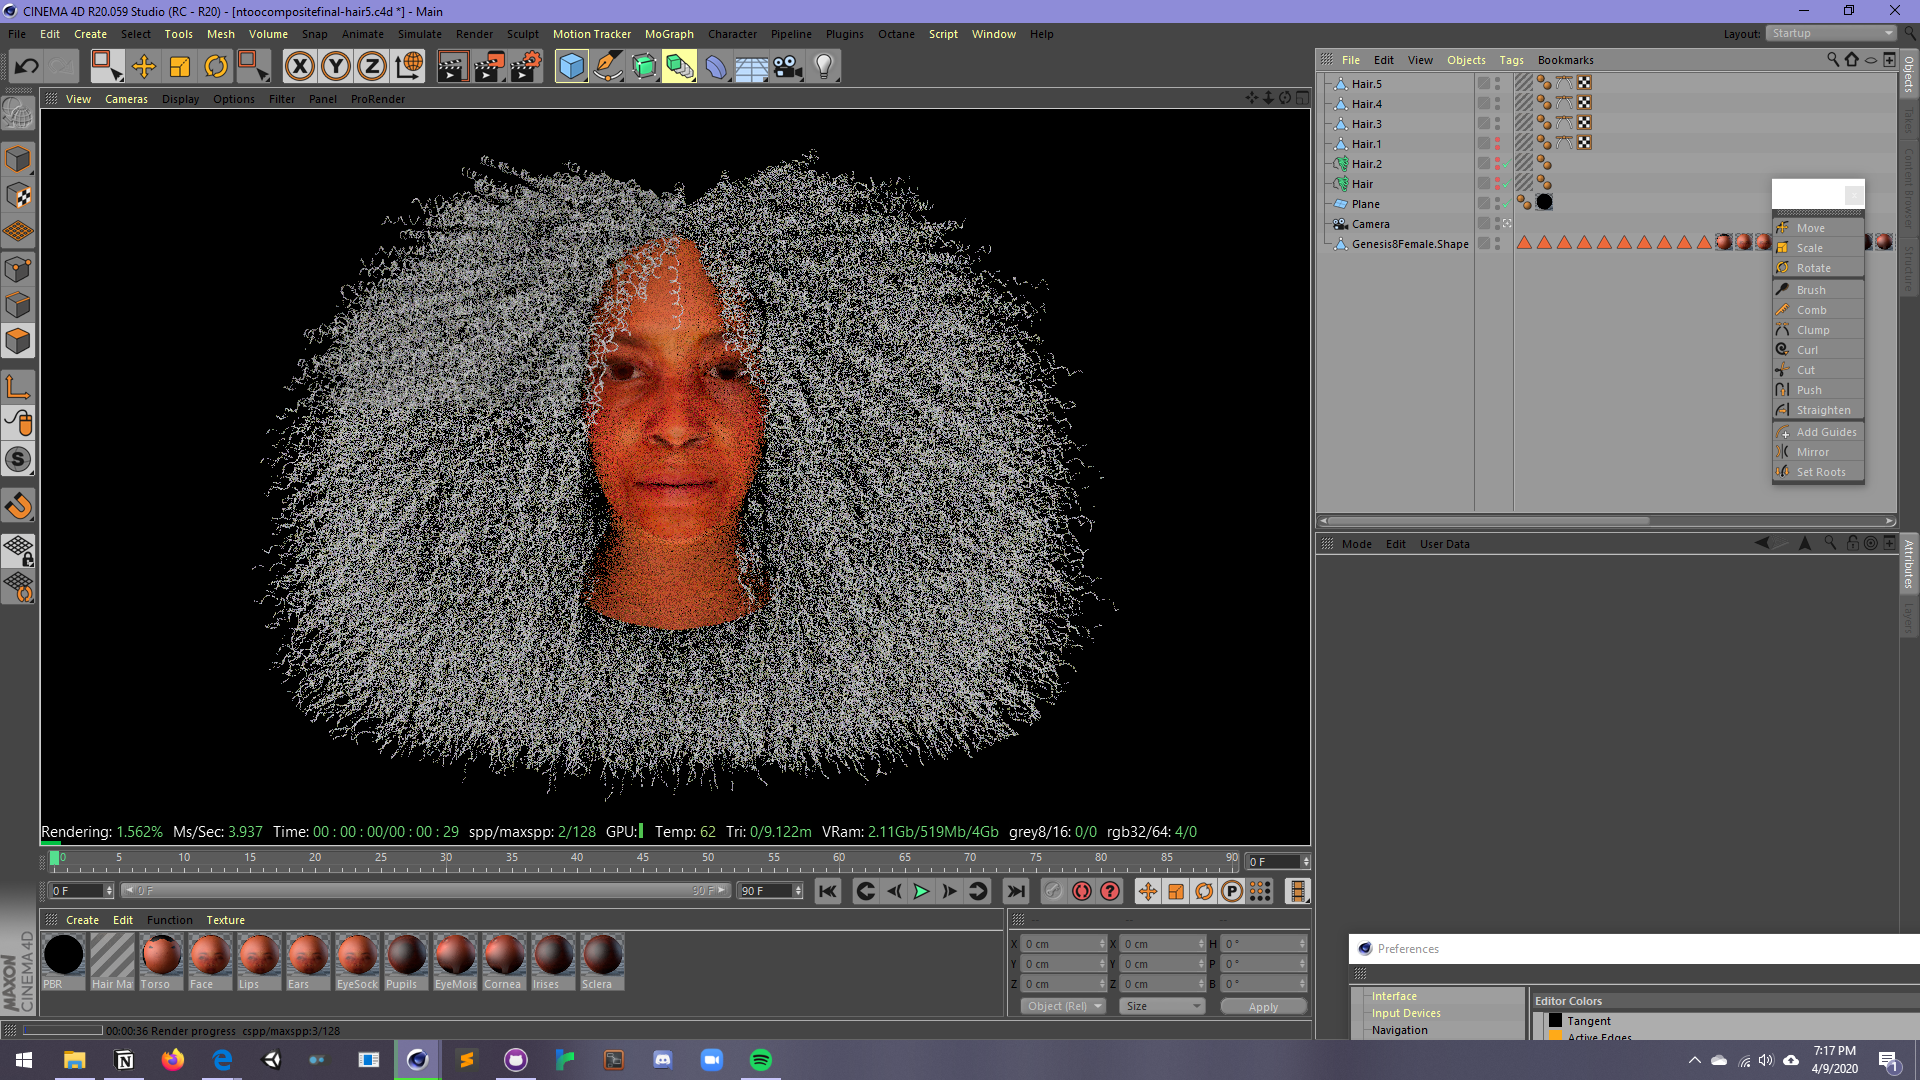 CINEMA 4D R20.059 Studio (RC - R20) - [ntoocompositefinal-hair5.c4d *] - Main
File Edit Create Select Tools Mesh Volume Snap Animate Simulate Render Sculpt Motion Tracker MoGraph Character Pipeline Plugins Octane Script Window Help
Layout: Startup
View Cameras Display Options Filter Panel ProRender
File Edit View Objects Tags Bookmarks
Hair.5
Hair.4
Hair.3
Hair.1
Hair.2
Hair
Plane
Camera
Genesis8Female.Shape
Move
Scale
Rotate
Brush
Comb
Clump
Curl
Cut
Push
Straighten
Add Guides
Mirror
Set Roots
Objects
Takes
Content Browser
Structure
Mode Edit User Data
Attributes
Layers
Rendering: 1.562% Ms/Sec: 3.937 Time: 00 : 00 : 00/00 : 00 : 29 spp/maxspp: 2/128 GPU: Temp: 62 Tri: 0/9.122m VRam: 2.11Gb/519Mb/4Gb grey8/16: 0/0 rgb32/64: 4/0
0 5 10 15 20 25 30 35 40 45 50 55 60 65 70 75 80 85 90 0 F
0 F 0 F 90 F 90 F
Create Edit Function Texture
PBR Hair Ma Torso Face Lips Ears EyeSock Pupils EyeMois Cornea Irises Sclera
-- -- --
X 0 cm X 0 cm H 0 °
Y 0 cm Y 0 cm P 0 °
Z 0 cm Z 0 cm B 0 °
Object (Rel) Size Apply
MAXON CINEMA 4D
Preferences
Interface
Input Devices
Navigation
Editor Colors
Tangent
Active Edges
00:00:36 Render progress cspp/maxspp:3/128
7:17 PM
4/9/2020
1